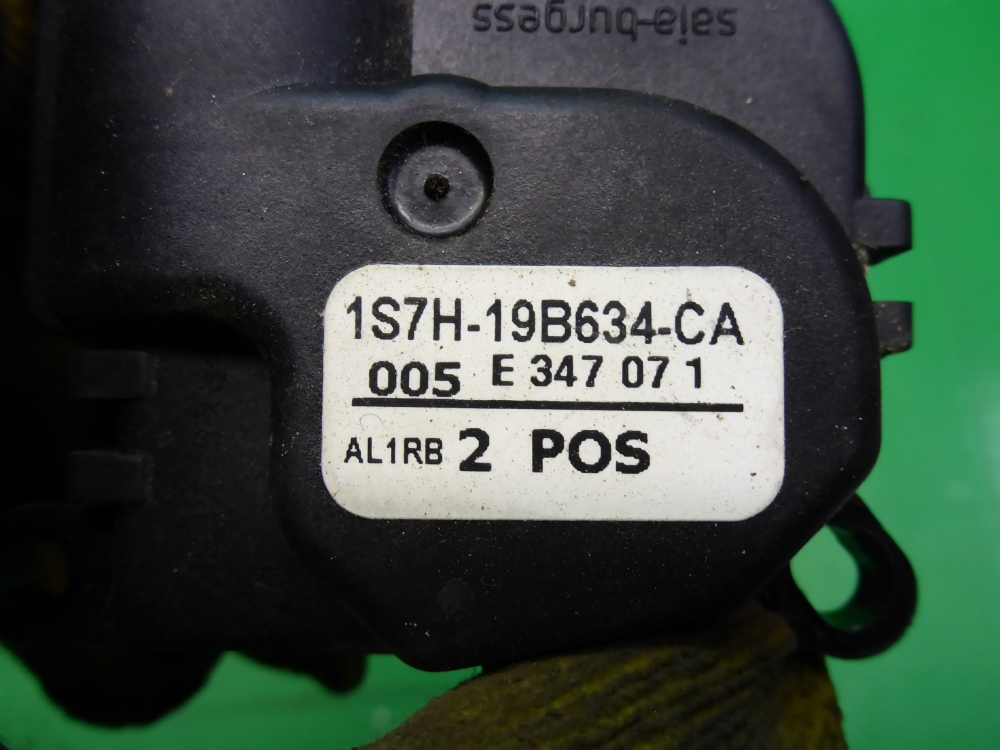 saia-burgess
1S7H-19B634-CA
005 E 347 07 1
AL1RB 2 POS